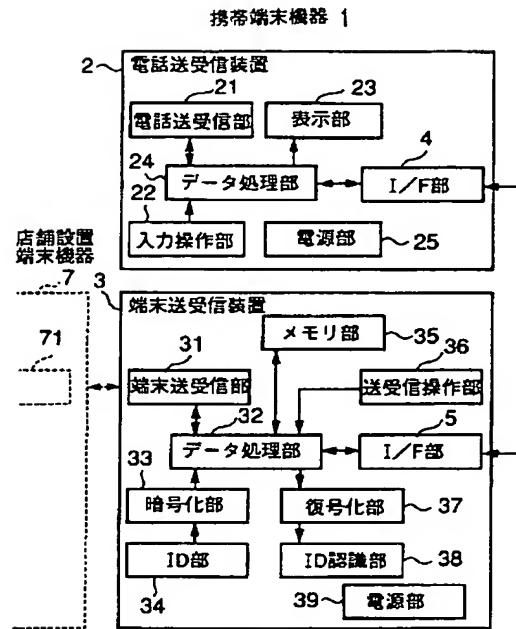 携帯端末機器 1
2
電話送受信装置
21
23
電話送受信部
表示部
24
4
データ処理部
I/F部
22
入力操作部
電源部
25
店舗設置
端末機器
7
3
端末送受信装置
71
31
メモリ部
35
36
端末送受信部
送受信操作部
32
5
データ処理部
I/F部
33
暗号化部
復号化部
37
ID部
ID認識部
38
34
39
電源部